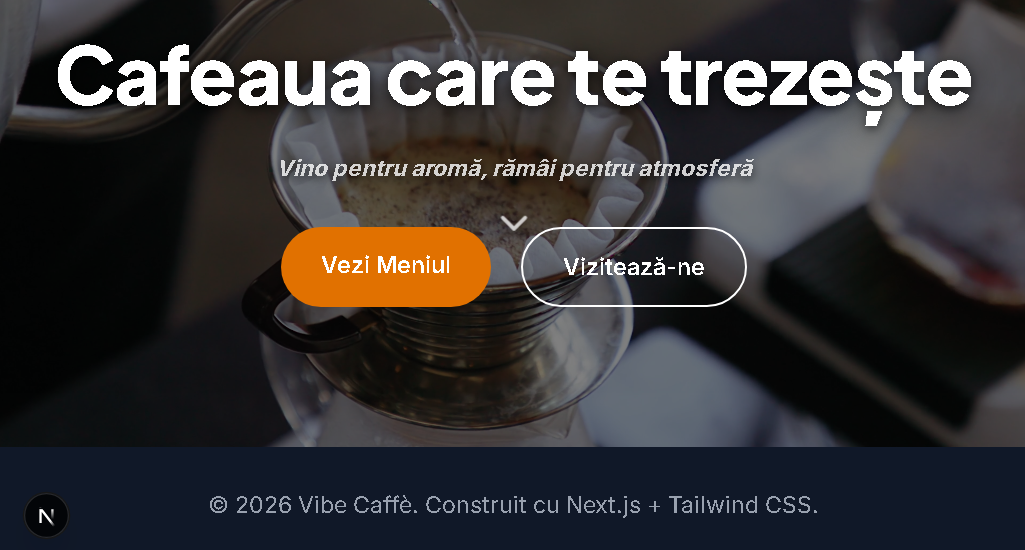 Cafeaua care te trezește
Vino pentru aromă, rămâi pentru atmosferă
Vezi Meniul
Vizitează-ne
© 2026 Vibe Caffè. Construit cu Next.js + Tailwind CSS.
N